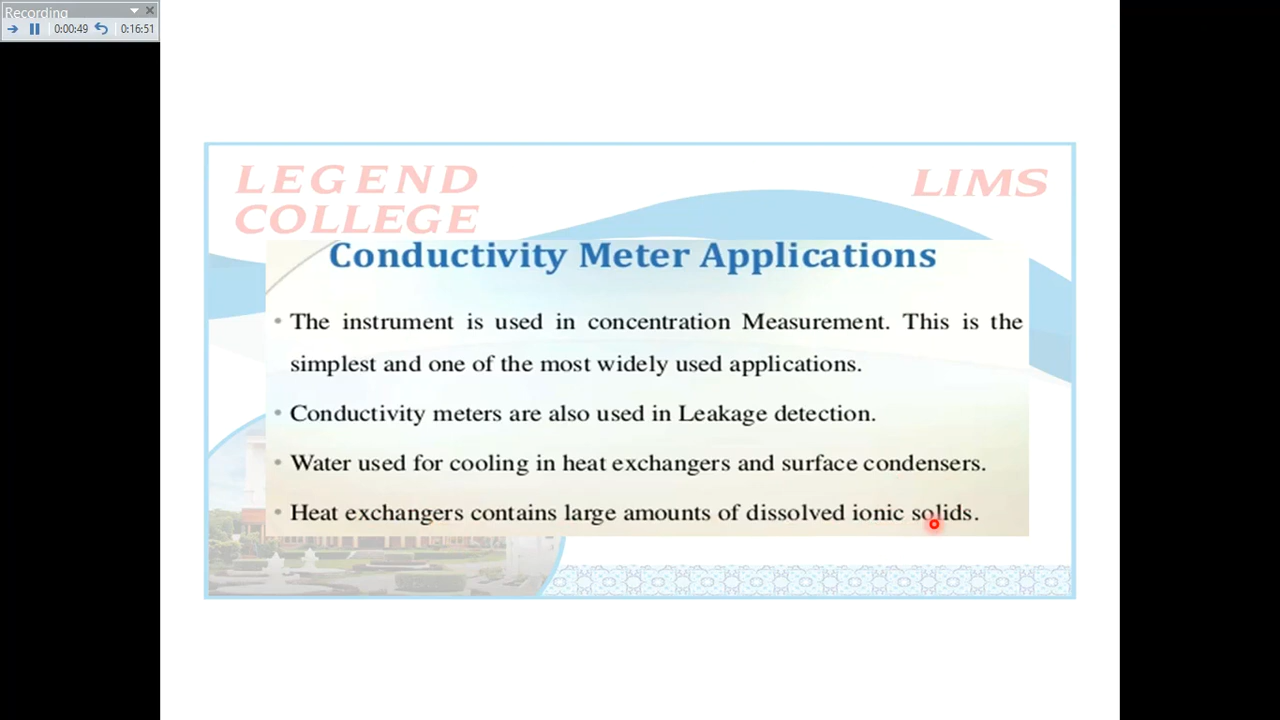 Recording
0:00:49 0:16:51
LEGEND
COLLEGE
LIMS
Conductivity Meter Applications
• The instrument is used in concentration Measurement. This is the
simplest and one of the most widely used applications.
• Conductivity meters are also used in Leakage detection.
• Water used for cooling in heat exchangers and surface condensers.
• Heat exchangers contains large amounts of dissolved ionic solids.